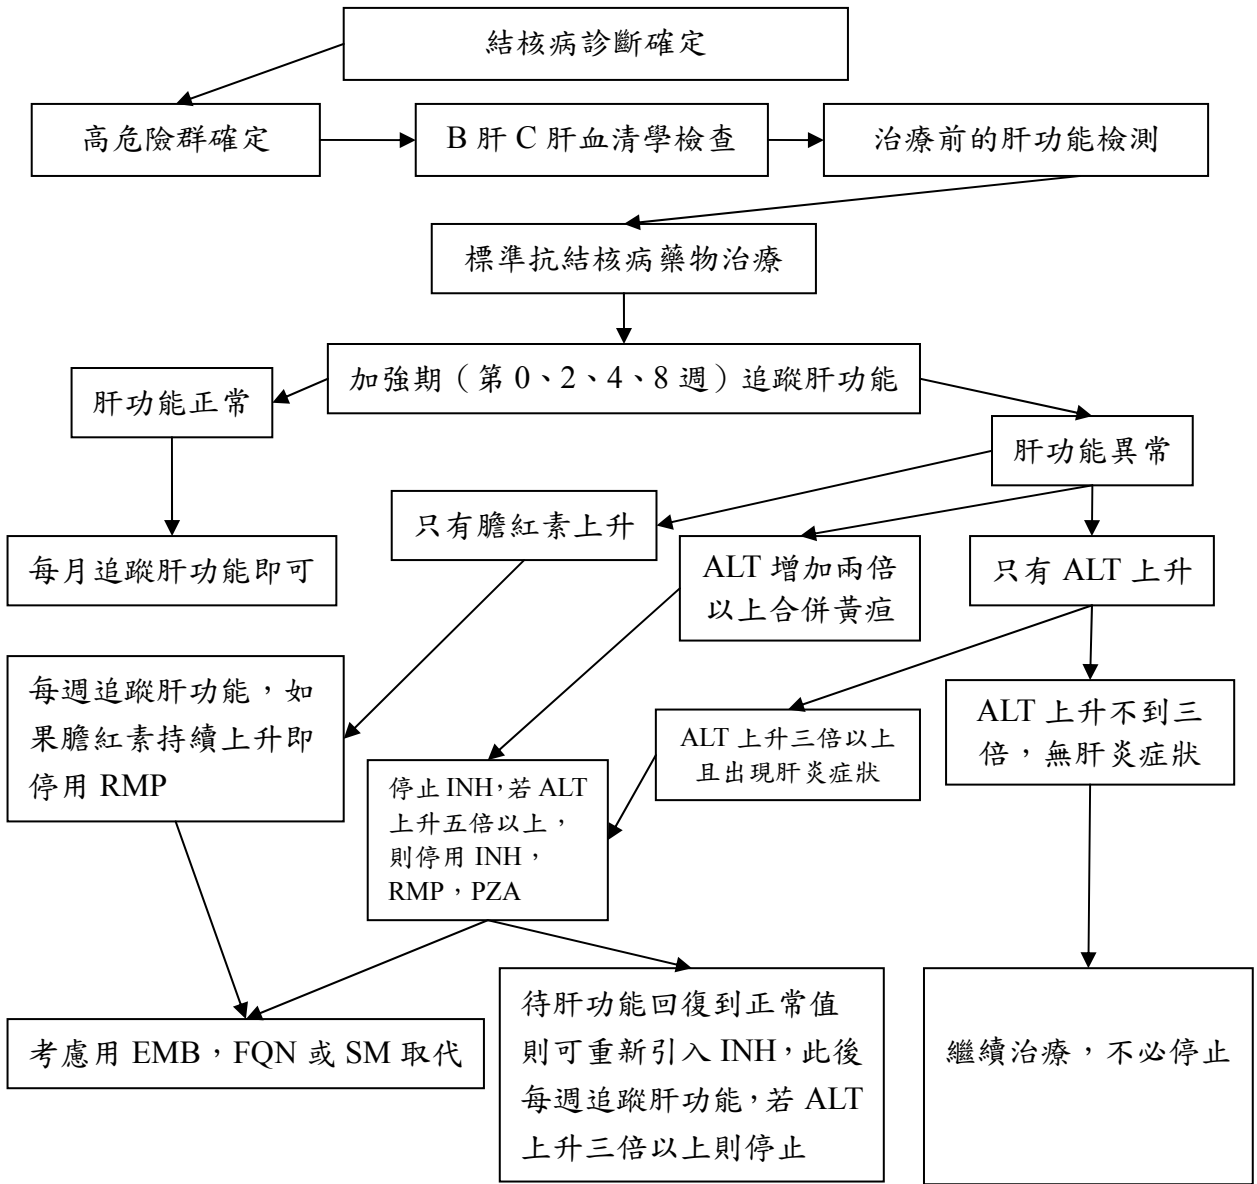 結核病診斷確定
高危險群確定
B 肝 C 肝血清學檢查
治療前的肝功能檢測
標準抗結核病藥物治療
加強期（第 0、2、4、8 週）追蹤肝功能
肝功能正常
肝功能異常
每月追蹤肝功能即可
只有膽紅素上升
ALT 增加兩倍
以上合併黃疸
只有 ALT 上升
每週追蹤肝功能，如
果膽紅素持續上升即
停用 RMP
停止 INH，若 ALT
上升五倍以上，
則停用 INH，
RMP，PZA
ALT 上升三倍以上
且出現肝炎症狀
ALT 上升不到三
倍，無肝炎症狀
考慮用 EMB，FQN 或 SM 取代
待肝功能回復到正常值
則可重新引入 INH，此後
每週追蹤肝功能，若 ALT
上升三倍以上則停止
繼續治療，不必停止